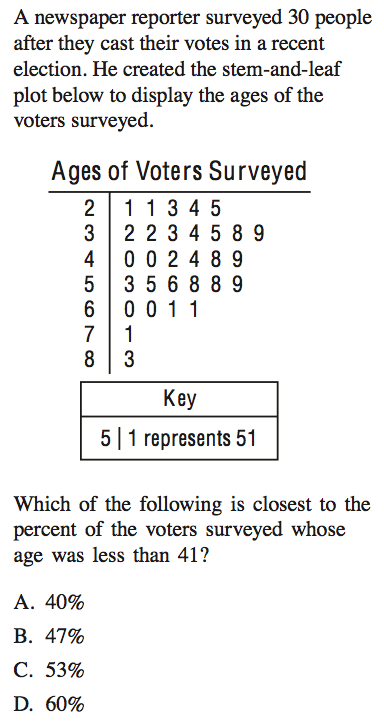 A newspaper reporter surveyed 30 people
after they cast their votes in a recent
election. He created the stem-and-leaf
plot below to display the ages of the
voters surveyed.
Ages of Voters Surveyed
2 | 1 1 3 4 5
3 | 2 2 3 4 5 8 9
4 | 0 0 2 4 8 9
5 | 3 5 6 8 8 9
6 | 0 0 1 1
7 | 1
8 | 3
Key
5 | 1 represents 51
Which of the following is closest to the
percent of the voters surveyed whose
age was less than 41?
A. 40%
B. 47%
C. 53%
D. 60%